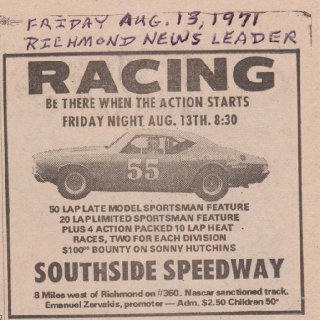 FRIDAY AUG. 13, 1971
RICHMOND NEWS LEADER
RACING
BE THERE WHEN THE ACTION STARTS
FRIDAY NIGHT, AUG. 13TH. 8:30
55
50 LAP LATE MODEL SPORTSMAN FEATURE
20 LAP LIMITED SPORTSMAN FEATURE
PLUS 4 ACTION PACKED 10 LAP HEAT
RACES, TWO FOR EACH DIVISION
$100⁰⁰ BOUNTY ON SONNY HUTCHINS
SOUTHSIDE SPEEDWAY
8 Miles west of Richmond on #360. Nascar sanctioned track.
Emanuel Zervakis, promoter — Adm. $2.50 Children 50ᶜ